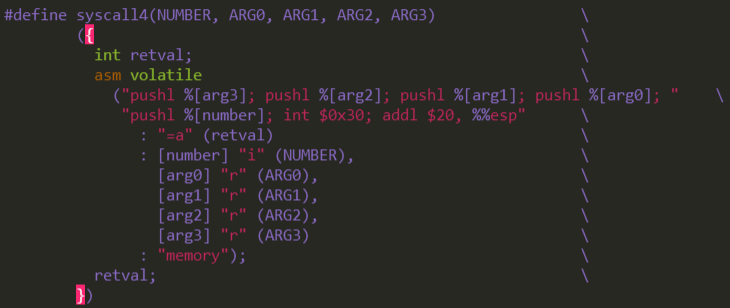 #define syscall4(NUMBER, ARG0, ARG1, ARG2, ARG3) \
({ \
int retval; \
asm volatile \
("pushl %[arg3]; pushl %[arg2]; pushl %[arg1]; pushl %[arg0]; " \
"pushl %[number]; int $0x30; addl $20, %%esp" \
: "=a" (retval) \
: [number] "i" (NUMBER), \
[arg0] "r" (ARG0), \
[arg1] "r" (ARG1), \
[arg2] "r" (ARG2), \
[arg3] "r" (ARG3) \
: "memory"); \
retval; \
})